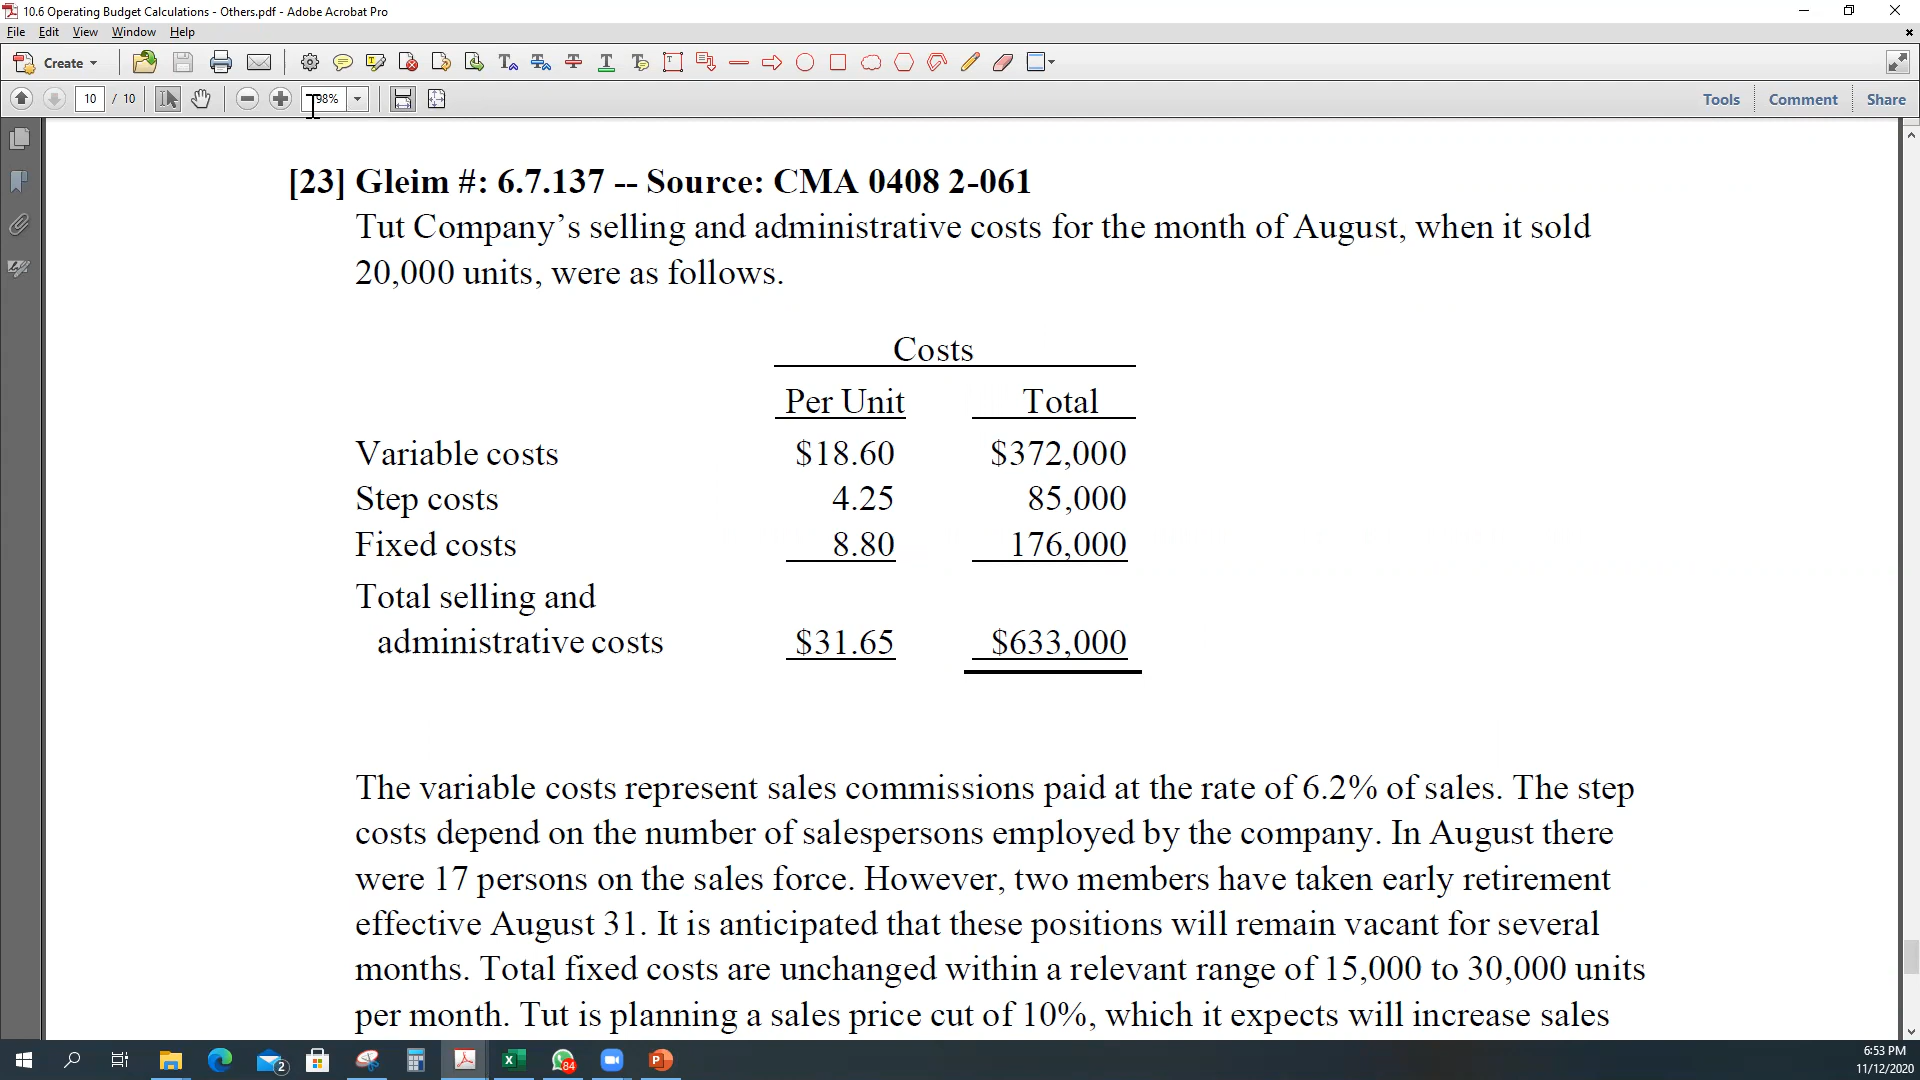 10.6 Operating Budget Calculations - Others.pdf - Adobe Acrobat Pro
File Edit View Window Help
Create
10 / 10
98%
Tools Comment Share
[23] Gleim #: 6.7.137 -- Source: CMA 0408 2-061
Tut Company’s selling and administrative costs for the month of August, when it sold
20,000 units, were as follows.
Costs
Per Unit Total
Variable costs $18.60 $372,000
Step costs 4.25 85,000
Fixed costs 8.80 176,000
Total selling and
administrative costs $31.65 $633,000
The variable costs represent sales commissions paid at the rate of 6.2% of sales. The step
costs depend on the number of salespersons employed by the company. In August there
were 17 persons on the sales force. However, two members have taken early retirement
effective August 31. It is anticipated that these positions will remain vacant for several
months. Total fixed costs are unchanged within a relevant range of 15,000 to 30,000 units
per month. Tut is planning a sales price cut of 10%, which it expects will increase sales
2
84
6:53 PM
11/12/2020